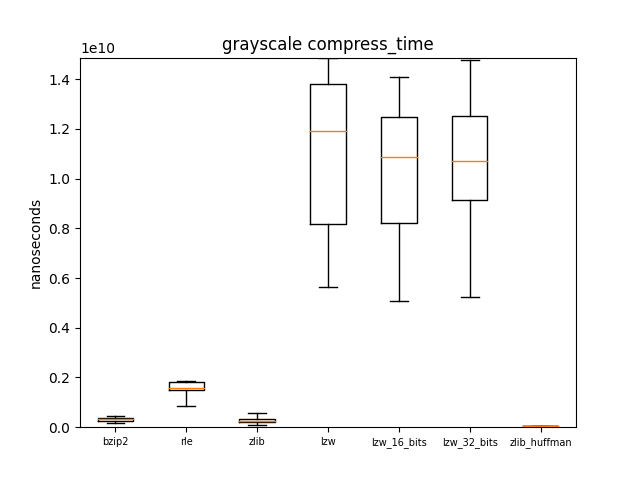 grayscale compress_time
1e10
1.4
1.2
1.0
0.8
0.6
0.4
0.2
0.0
nanoseconds
bzip2 rle zlib lzw lzw_16_bits lzw_32_bits zlib_huffman